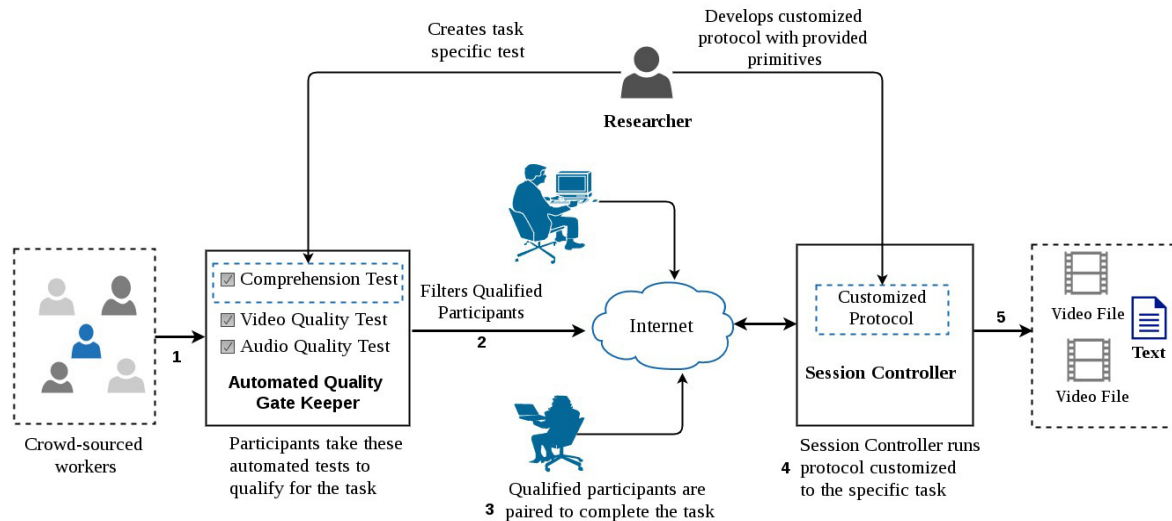 Creates task
specific test
Develops customized
protocol with provided
primitives
Researcher
Comprehension Test
Video Quality Test
Audio Quality Test
Automated Quality
Gate Keeper
Crowd-sourced
workers
1
Participants take these
automated tests to
qualify for the task
Filters Qualified
Participants
2
Internet
3 Qualified participants are
paired to complete the task
Customized
Protocol
Session Controller
4 Session Controller runs
protocol customized
to the specific task
5
Video File
Text
Video File